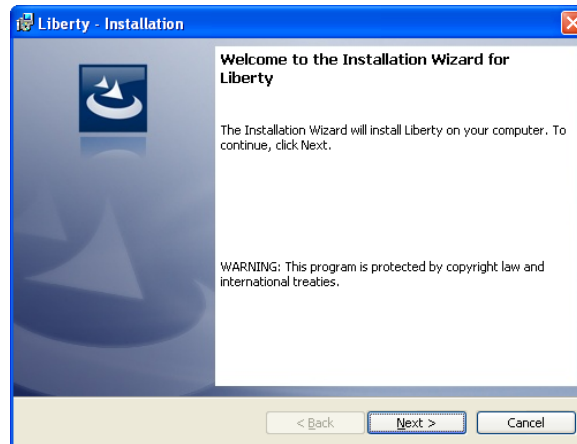 Liberty - Installation
Welcome to the Installation Wizard for
Liberty
The Installation Wizard will install Liberty on your computer. To
continue, click Next.
WARNING: This program is protected by copyright law and
international treaties.
< Back
Next >
Cancel